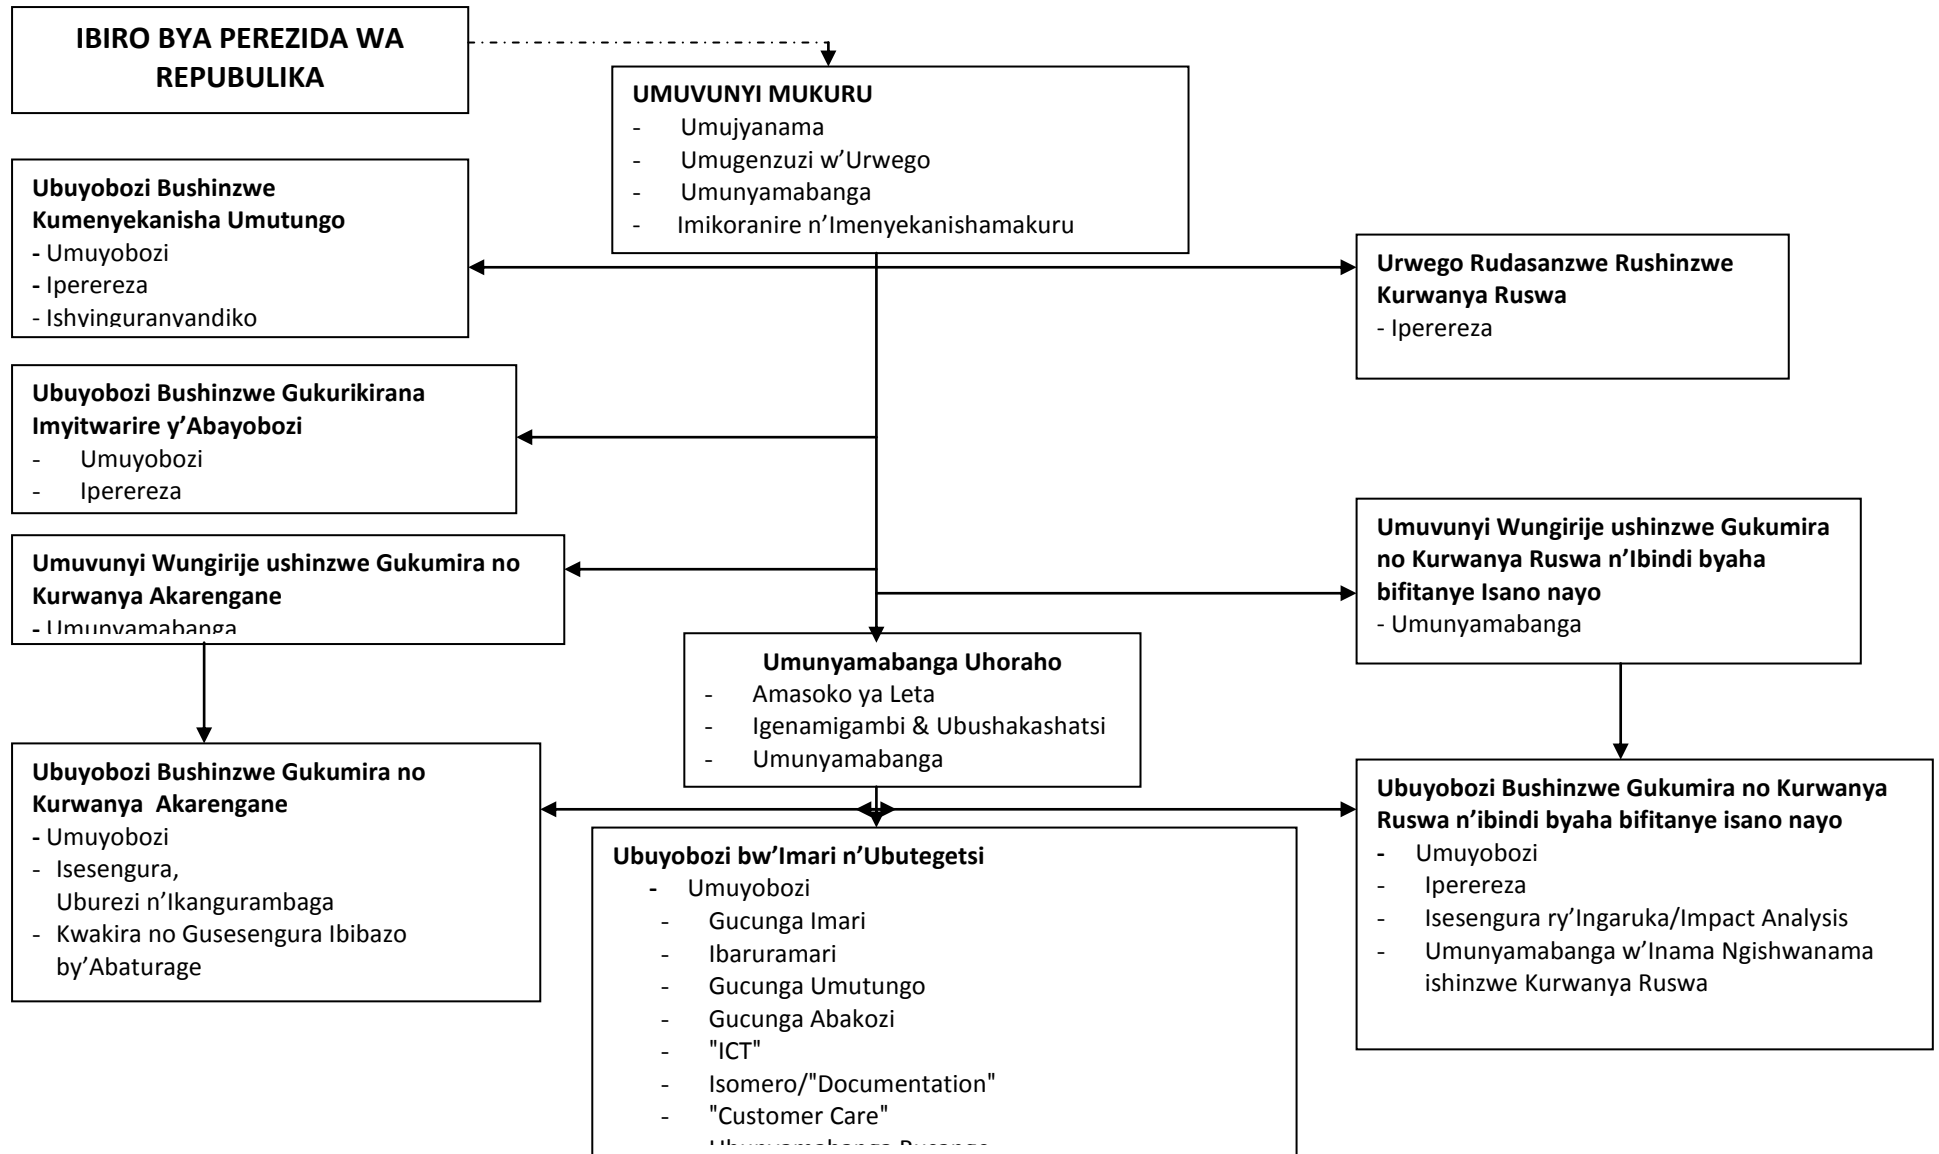 IBIRO BYA PEREZIDA WA
REPUBULIKA
UMUVUNYI MUKURU
- Umujyanama
- Umugenzuzi w’Urwego
- Umunyamabanga
- Imikoranire n’Imenyekanishamakuru
Ubuyobozi Bushinzwe
Kumenyekanisha Umutungo
- Umuyobozi
- Iperereza
- Ishyinguranyandiko
Urwego Rudasanzwe Rushinzwe
Kurwanya Ruswa
- Iperereza
Ubuyobozi Bushinzwe Gukurikirana
Imyitwarire y’Abayobozi
- Umuyobozi
- Iperereza
Umuvunyi Wungirije ushinzwe Gukumira no
Kurwanya Akarengane
- Umunyamabanga
Umuvunyi Wungirije ushinzwe Gukumira
no Kurwanya Ruswa n’Ibindi byaha
bifitanye Isano nayo
- Umunyamabanga
Umunyamabanga Uhoraho
- Amasoko ya Leta
- Igenamigambi & Ubushakashatsi
- Umunyamabanga
Ubuyobozi Bushinzwe Gukumira no
Kurwanya Akarengane
- Umuyobozi
- Isesengura,
Uburezi n’Ikangurambaga
- Kwakira no Gusesengura Ibibazo
by’Abaturage
Ubuyobozi Bushinzwe Gukumira no Kurwanya
Ruswa n’ibindi byaha bifitanye isano nayo
- Umuyobozi
- Iperereza
- Isesengura ry’Ingaruka/Impact Analysis
- Umunyamabanga w’Inama Ngishwanama
ishinzwe Kurwanya Ruswa
Ubuyobozi bw’Imari n’Ubutegetsi
- Umuyobozi
- Gucunga Imari
- Ibaruramari
- Gucunga Umutungo
- Gucunga Abakozi
- "ICT"
- Isomero/"Documentation"
- "Customer Care"